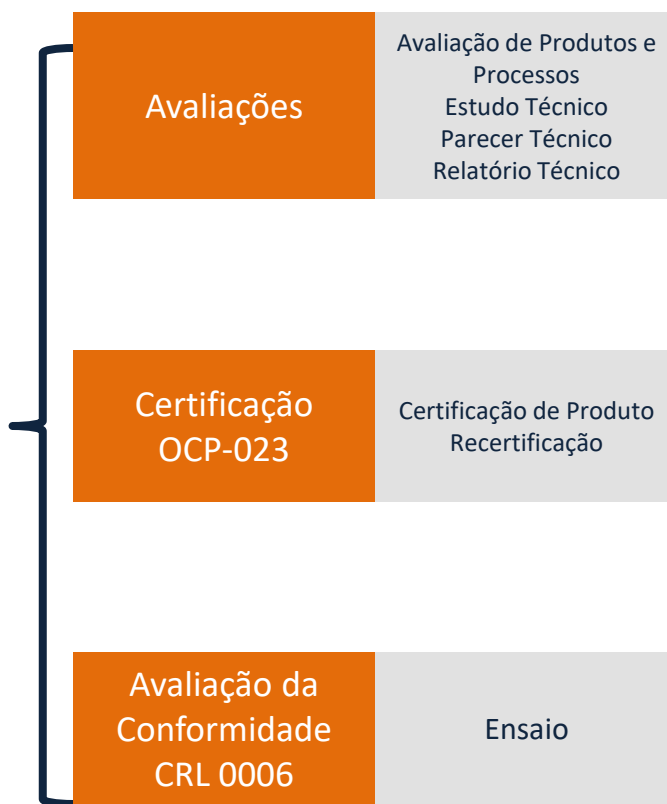 Avaliações
Avaliação de Produtos e
Processos
Estudo Técnico
Parecer Técnico
Relatório Técnico
Certificação
OCP-023
Certificação de Produto
Recertificação
Avaliação da
Conformidade
CRL 0006
Ensaio